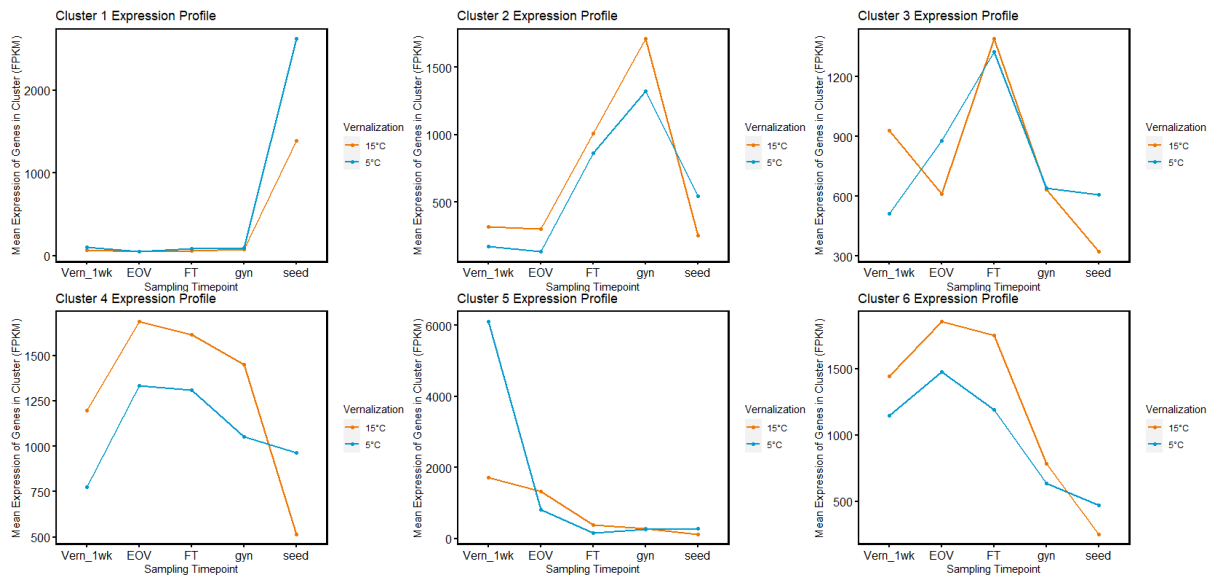 Cluster 1 Expression Profile
Mean Expression of Genes in Cluster (FPKM)
2000
1000
0
Vern_1wk EOV FT gyn seed
Sampling Timepoint
Vernalization
15°C
5°C
Cluster 2 Expression Profile
Mean Expression of Genes in Cluster (FPKM)
1500
1000
500
Vern_1wk EOV FT gyn seed
Sampling Timepoint
Vernalization
15°C
5°C
Cluster 3 Expression Profile
Mean Expression of Genes in Cluster (FPKM)
1200
900
600
300
Vern_1wk EOV FT gyn seed
Sampling Timepoint
Vernalization
15°C
5°C
Cluster 4 Expression Profile
Mean Expression of Genes in Cluster (FPKM)
1500
1250
1000
750
500
Vern_1wk EOV FT gyn seed
Sampling Timepoint
Vernalization
15°C
5°C
Cluster 5 Expression Profile
Mean Expression of Genes in Cluster (FPKM)
6000
4000
2000
0
Vern_1wk EOV FT gyn seed
Sampling Timepoint
Vernalization
15°C
5°C
Cluster 6 Expression Profile
Mean Expression of Genes in Cluster (FPKM)
1500
1000
500
Vern_1wk EOV FT gyn seed
Sampling Timepoint
Vernalization
15°C
5°C